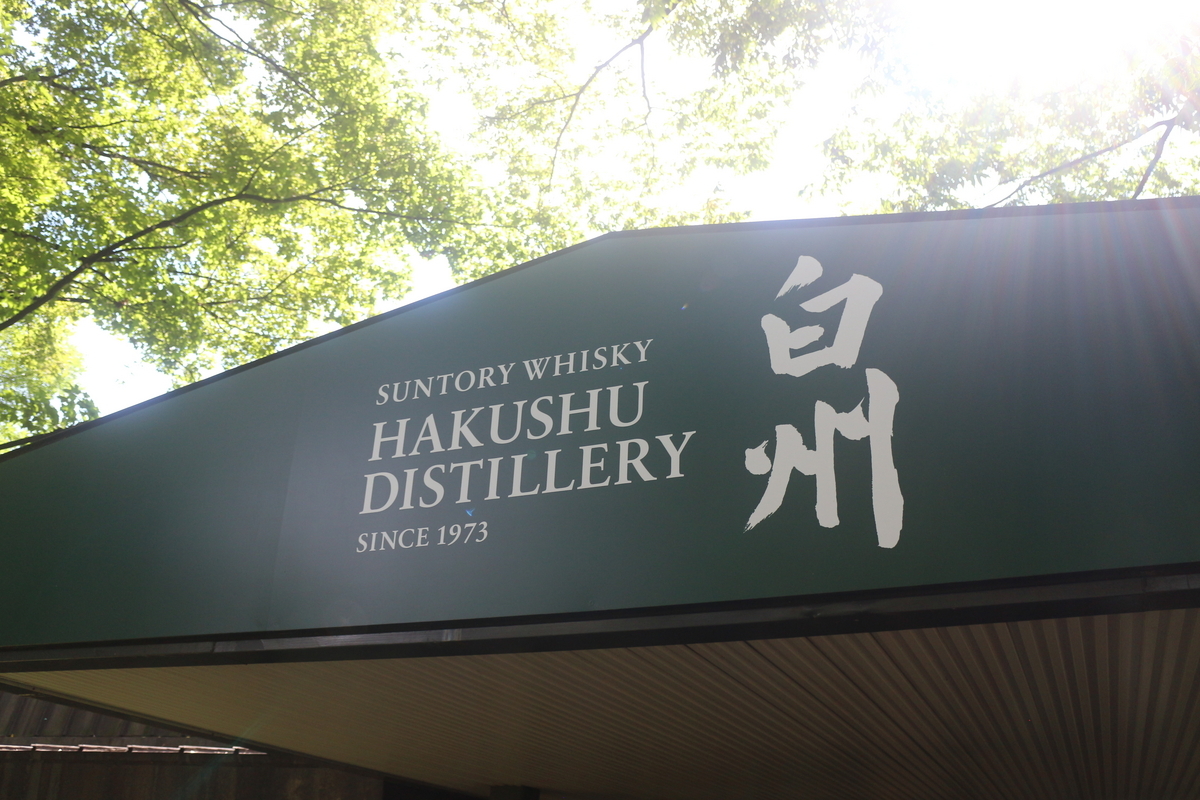 SUNTORY WHISKY
HAKUSHU
DISTILLERY
SINCE 1973
白州